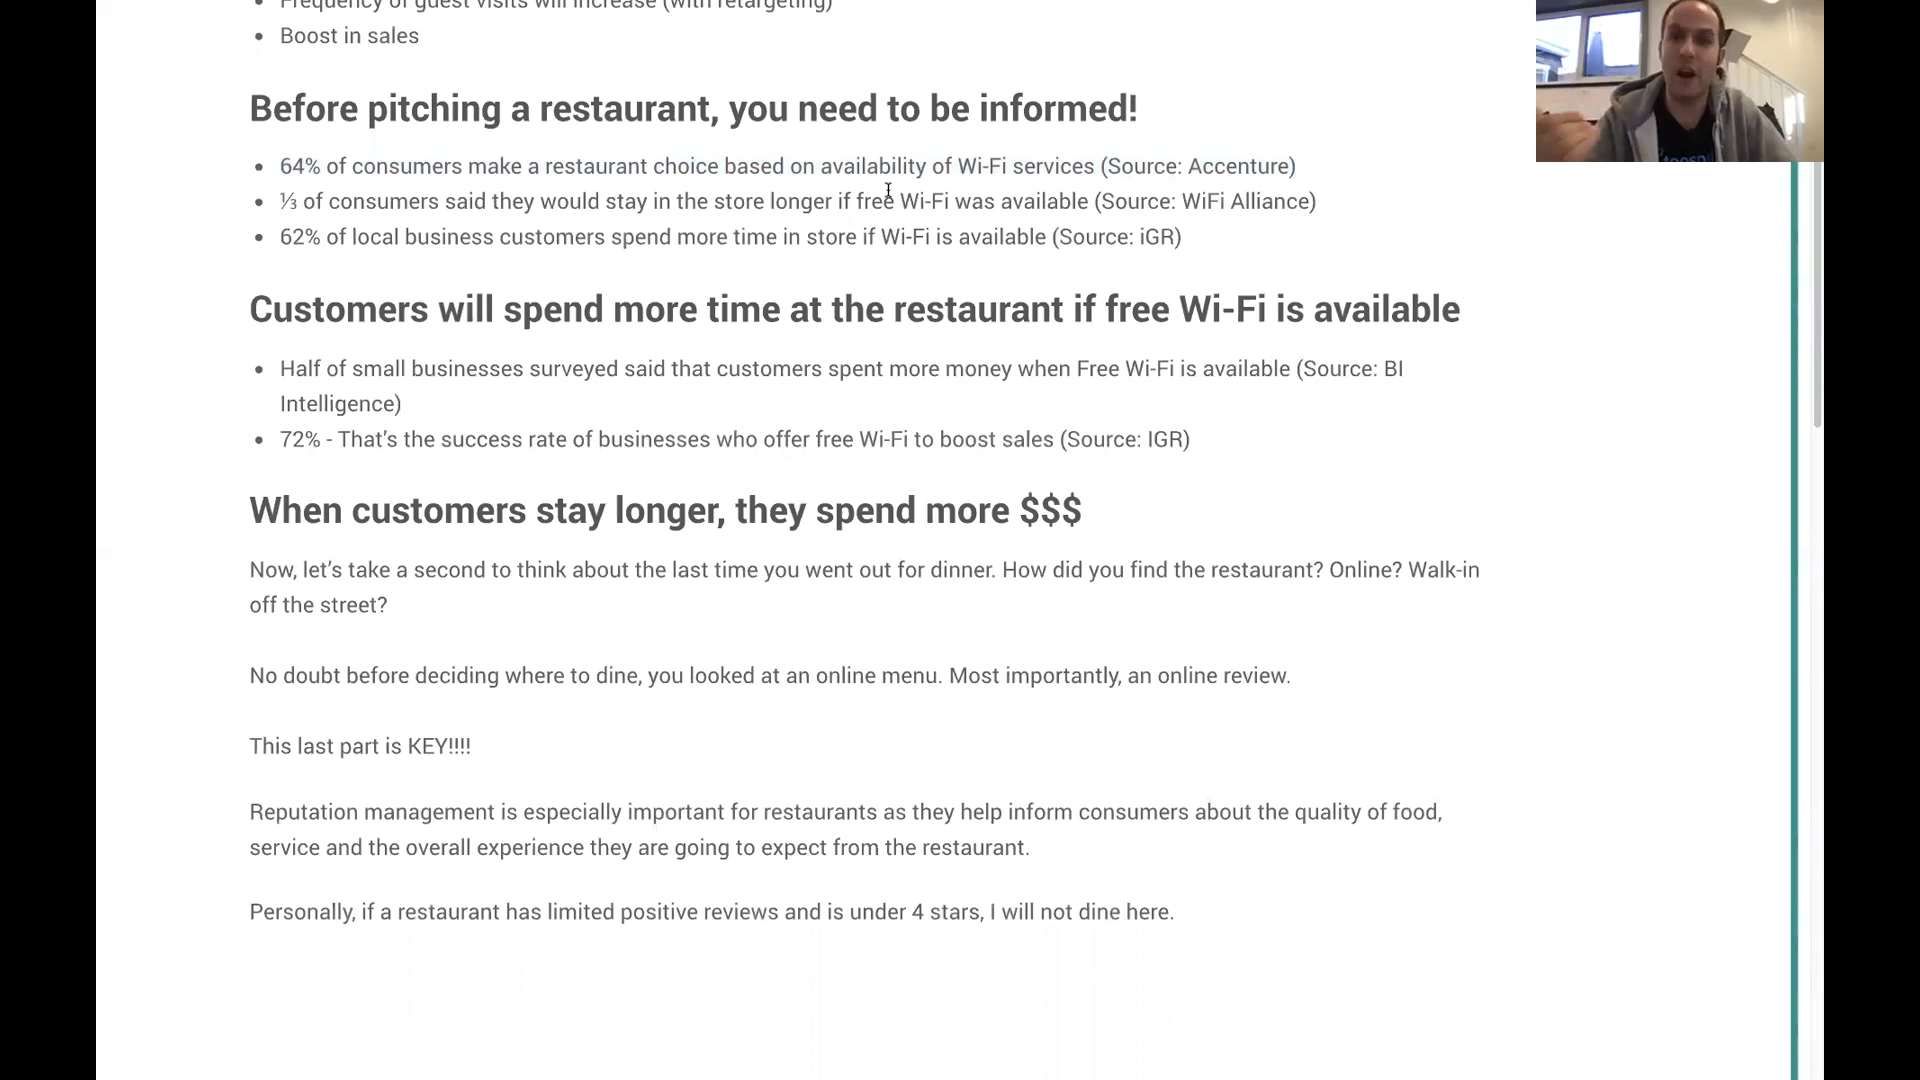 • Frequency of guest visits will increase (with retargeting)
• Boost in sales
Before pitching a restaurant, you need to be informed!
• 64% of consumers make a restaurant choice based on availability of Wi-Fi services (Source: Accenture)
• ⅓ of consumers said they would stay in the store longer if free Wi-Fi was available (Source: WiFi Alliance)
• 62% of local business customers spend more time in store if Wi-Fi is available (Source: iGR)
Customers will spend more time at the restaurant if free Wi-Fi is available
• Half of small businesses surveyed said that customers spent more money when Free Wi-Fi is available (Source: BI
Intelligence)
• 72% - That’s the success rate of businesses who offer free Wi-Fi to boost sales (Source: IGR)
When customers stay longer, they spend more $$$
Now, let’s take a second to think about the last time you went out for dinner. How did you find the restaurant? Online? Walk-in
off the street?
No doubt before deciding where to dine, you looked at an online menu. Most importantly, an online review.
This last part is KEY!!!!
Reputation management is especially important for restaurants as they help inform consumers about the quality of food,
service and the overall experience they are going to expect from the restaurant.
Personally, if a restaurant has limited positive reviews and is under 4 stars, I will not dine here.